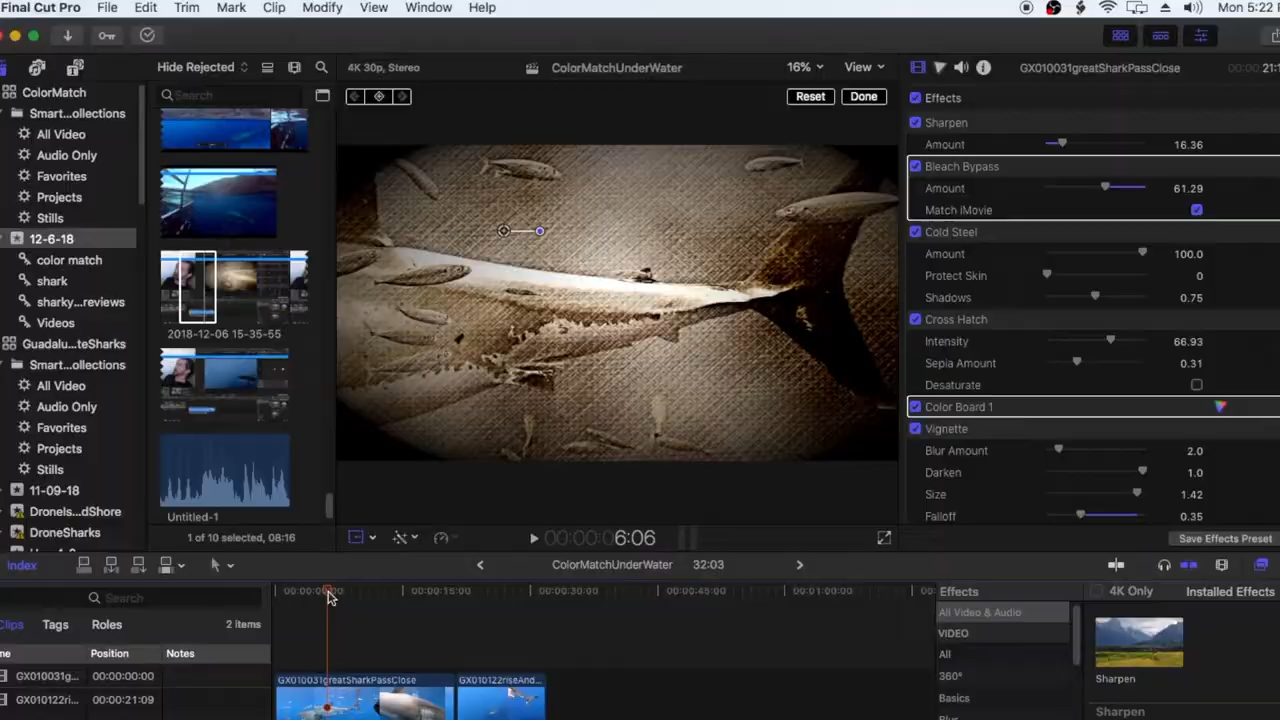 Final Cut Pro File Edit Trim Mark Clip Modify View Window Help Mon 5:22
Hide Rejected 4K 30p, Stereo ColorMatchUnderWater 16% View GX010031greatSharkPassClose
ColorMatch
Smart...ollections
All Video
Audio Only
Favorites
Projects
Stills
12-6-18
color match
shark
sharky...reviews
Videos
Guadalu...teSharks
Smart...ollections
All Video
Audio Only
Favorites
Projects
Stills
11-09-18
Dronels...dShore
DroneSharks
Search
2018-12-06 15-35-55
Untitled-1
1 of 10 selected, 08:16
Reset Done
00:00:00:06:06
Effects
Sharpen
Amount 16.36
Bleach Bypass
Amount 61.29
Match iMovie
Cold Steel
Amount 100.0
Protect Skin 0
Shadows 0.75
Cross Hatch
Intensity 66.93
Sepia Amount 0.31
Desaturate
Color Board 1
Vignette
Blur Amount 2.0
Darken 1.0
Size 1.42
Falloff 0.35
Save Effects Preset
Index ColorMatchUnderWater 32:03
Search
Clips Tags Roles 2 items
Position Notes
GX010031g... 00:00:00:00
GX010122ri... 00:00:21:09
00:00:15:00 00:00:30:00 00:00:45:00 00:01:00:00
GX010031greatSharkPassClose GX010122riseAnd...
Effects 4K Only Installed Effects
All Video & Audio
VIDEO
All
360°
Basics
Sharpen
Sharpen